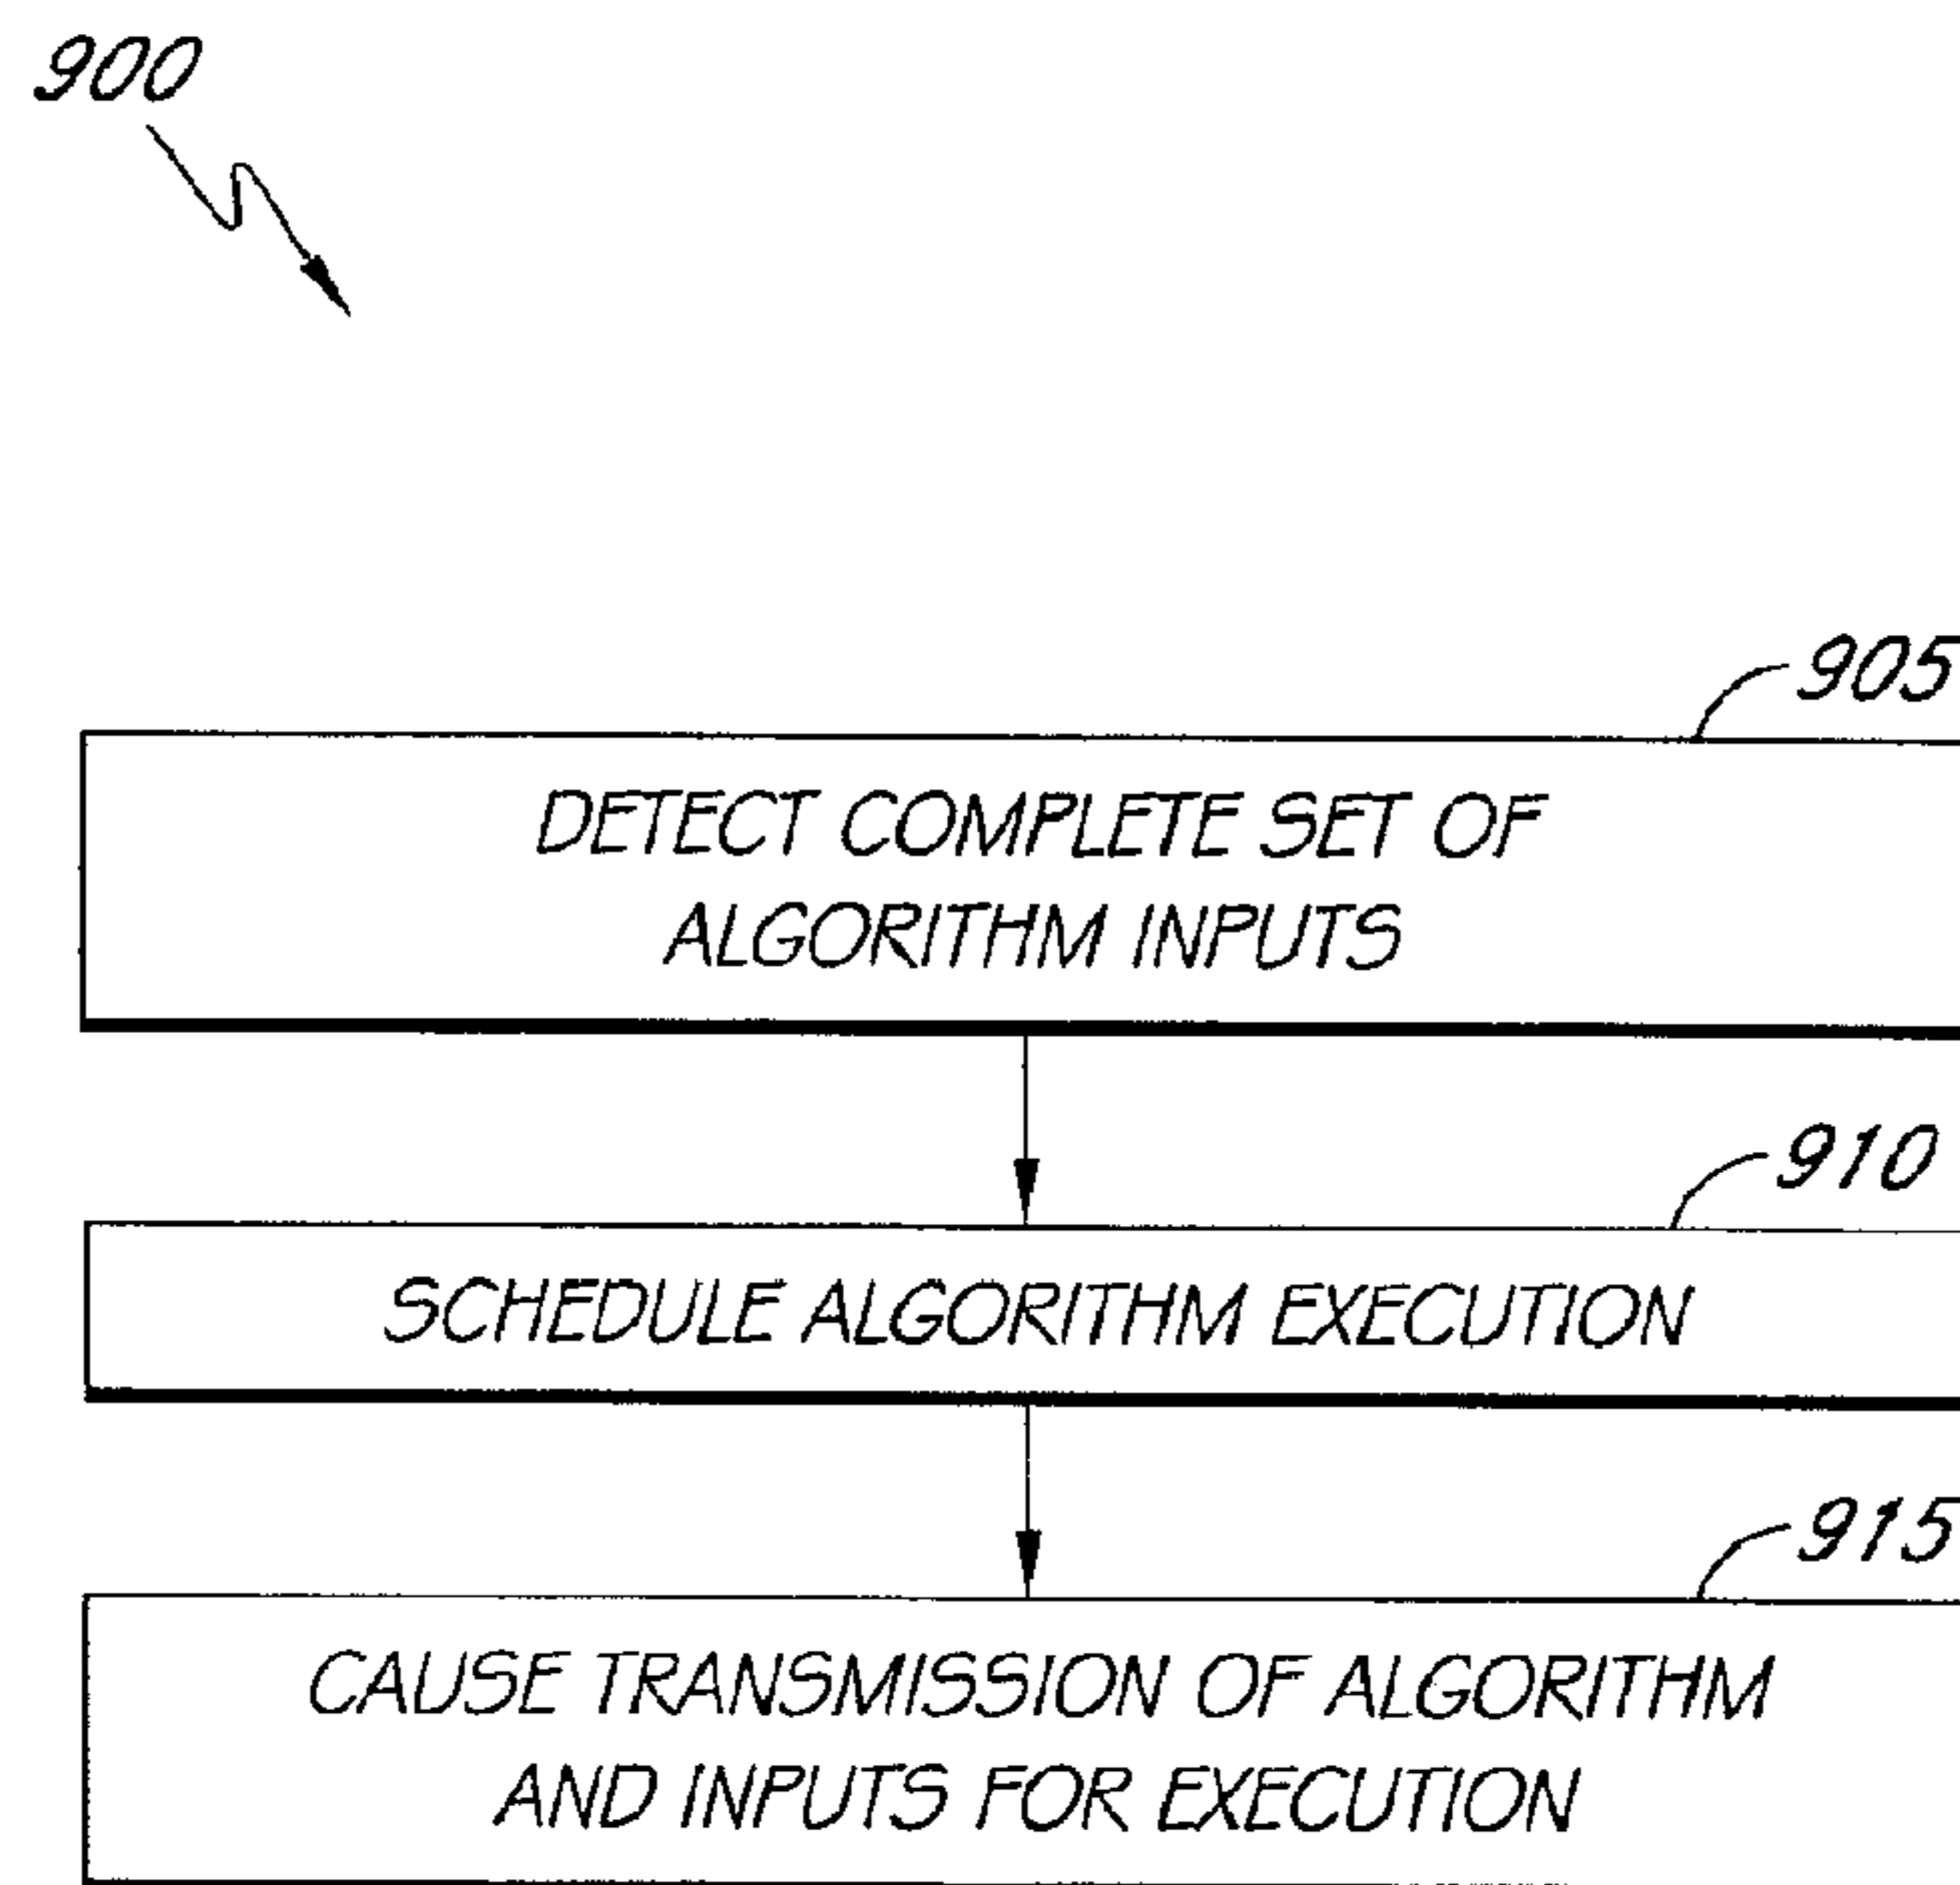 900
905
DETECT COMPLETE SET OF
ALGORITHM INPUTS
910
SCHEDULE ALGORITHM EXECUTION
915
CAUSE TRANSMISSION OF ALGORITHM
AND INPUTS FOR EXECUTION